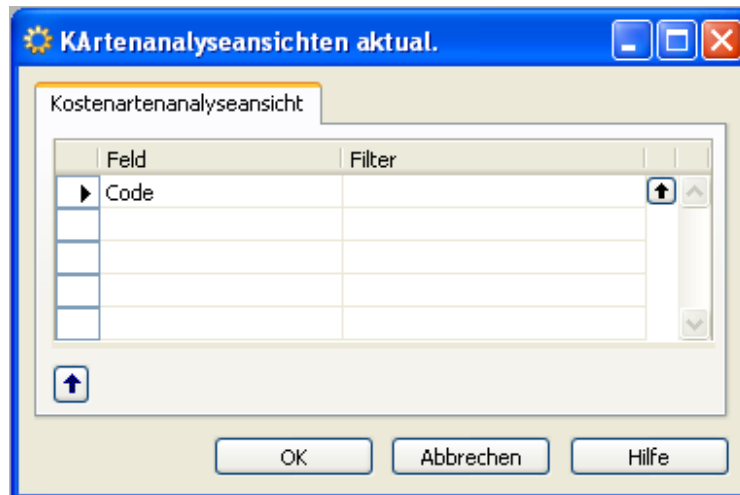 KArtenanalyseansichten aktual.
Kostenartenanalyseansicht
Feld Filter
Code
OK Abbrechen Hilfe